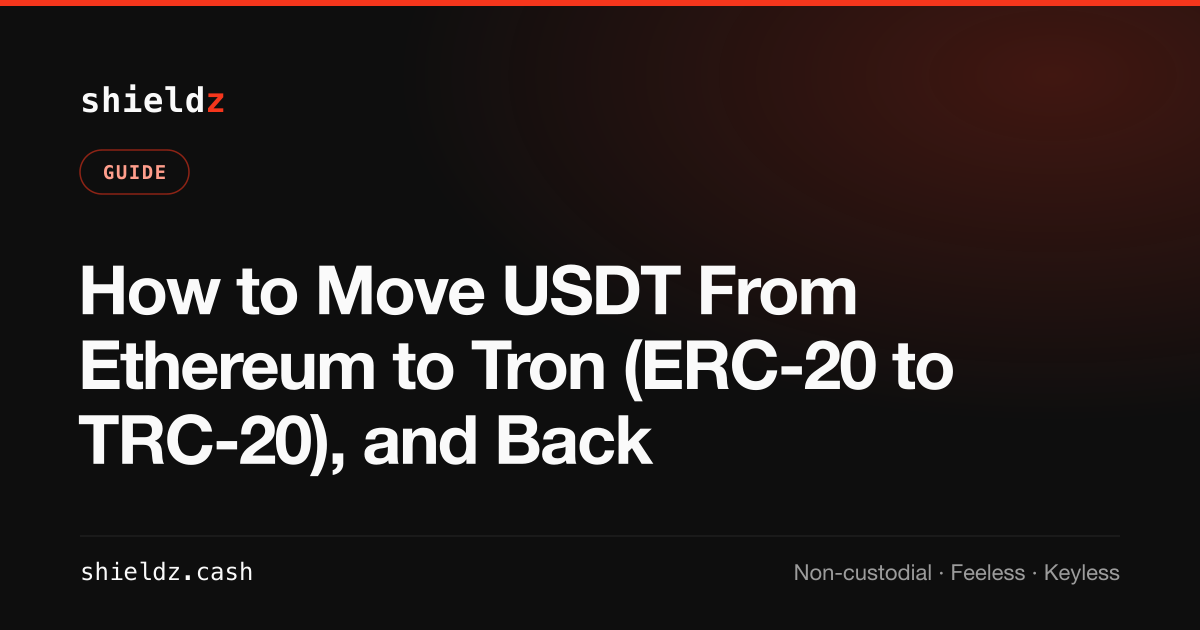 shieldz
GUIDE
How to Move USDT From
Ethereum to Tron (ERC-20 to
TRC-20), and Back
shieldz.cash
Non-custodial · Feeless · Keyless